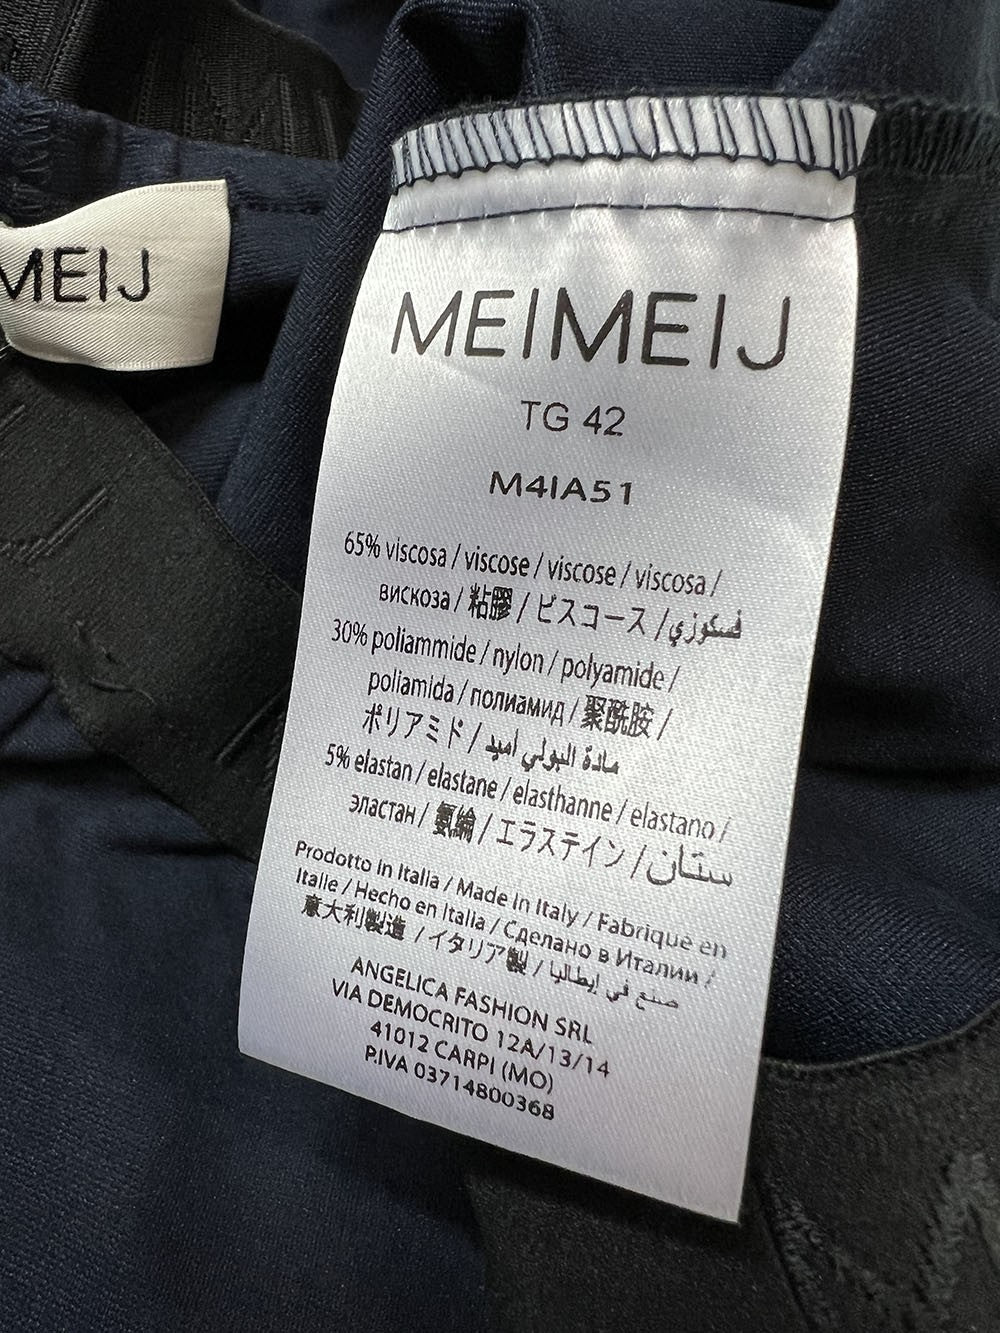 MEIJ
MEIMEIJ
TG 42
M4IA51
65% viscosa / viscose / viscose / viscosa /
вискоза / 粘膠 / ビスコース / فسكوزي
30% poliammide / nylon / polyamide /
poliamida / полиамид / 聚酰胺 /
ポリアミド / مادة البولي أميد
5% elastan / elastane / elasthanne / elastano /
эластан / 氨綸 / エラステイン / ستان
Prodotto in Italia / Made in Italy / Fabriquè en
Italie / Hecho en Italia / Сделано в Италии /
意大利製造 / イタリア製 / صنع في إيطاليا
ANGELICA FASHION SRL
VIA DEMOCRITO 12A/13/14
41012 CARPI (MO)
P.IVA 03714800368